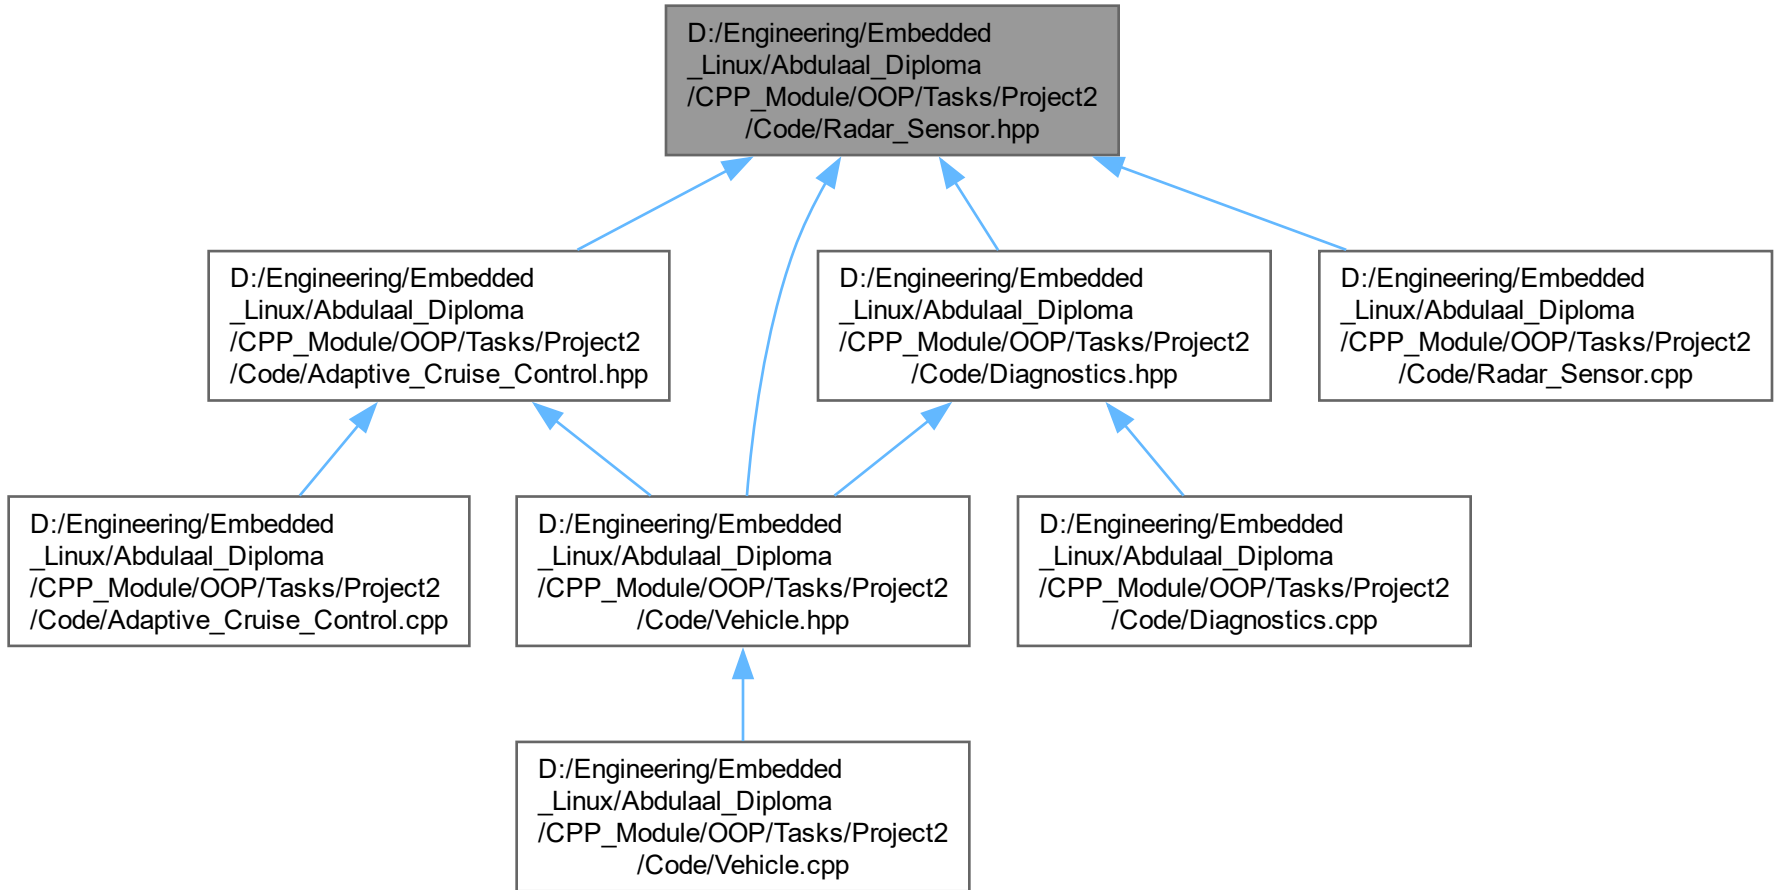 D:/Engineering/Embedded
_Linux/Abdulaal_Diploma
/CPP_Module/OOP/Tasks/Project2
/Code/Radar_Sensor.hpp
D:/Engineering/Embedded
_Linux/Abdulaal_Diploma
/CPP_Module/OOP/Tasks/Project2
/Code/Adaptive_Cruise_Control.hpp
D:/Engineering/Embedded
_Linux/Abdulaal_Diploma
/CPP_Module/OOP/Tasks/Project2
/Code/Diagnostics.hpp
D:/Engineering/Embedded
_Linux/Abdulaal_Diploma
/CPP_Module/OOP/Tasks/Project2
/Code/Radar_Sensor.cpp
D:/Engineering/Embedded
_Linux/Abdulaal_Diploma
/CPP_Module/OOP/Tasks/Project2
/Code/Adaptive_Cruise_Control.cpp
D:/Engineering/Embedded
_Linux/Abdulaal_Diploma
/CPP_Module/OOP/Tasks/Project2
/Code/Vehicle.hpp
D:/Engineering/Embedded
_Linux/Abdulaal_Diploma
/CPP_Module/OOP/Tasks/Project2
/Code/Diagnostics.cpp
D:/Engineering/Embedded
_Linux/Abdulaal_Diploma
/CPP_Module/OOP/Tasks/Project2
/Code/Vehicle.cpp